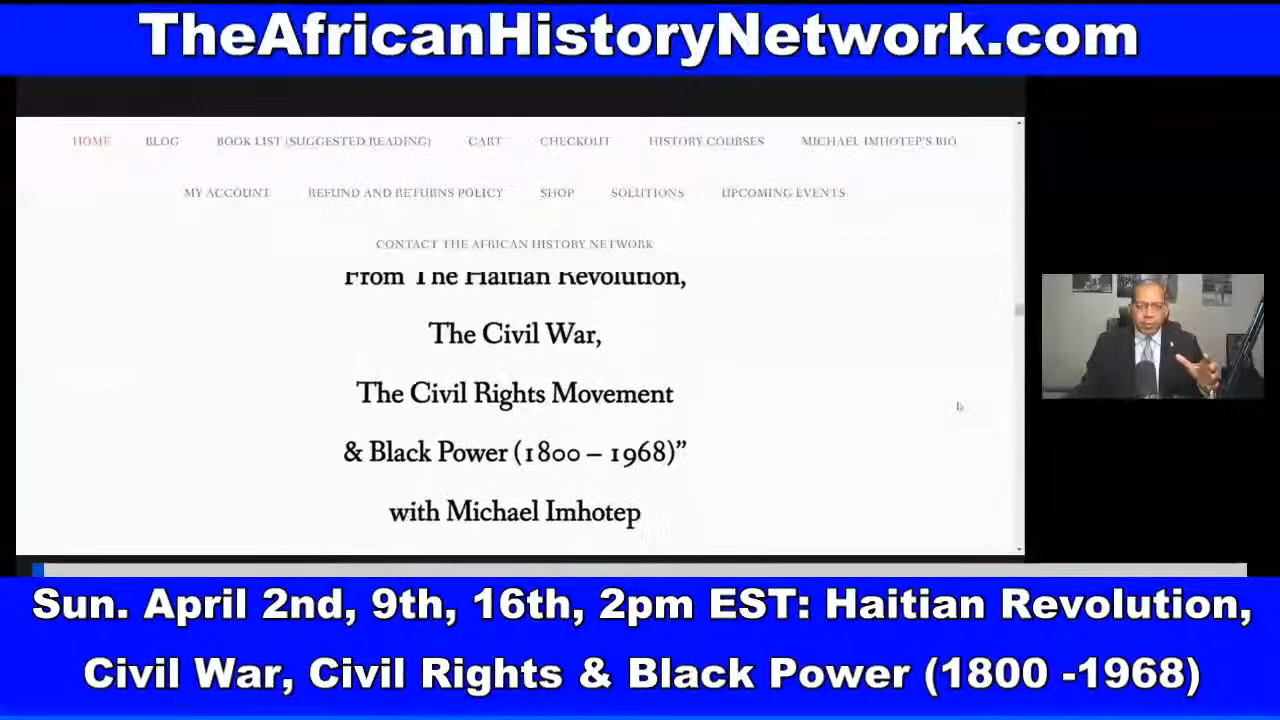 TheAfricanHistoryNetwork.com
HOME BLOG BOOK LIST (SUGGESTED READING) CART CHECKOUT HISTORY COURSES MICHAEL IMHOTEP'S BIO
MY ACCOUNT REFUND AND RETURNS POLICY SHOP SOLUTIONS UPCOMING EVENTS
CONTACT THE AFRICAN HISTORY NETWORK
From The Haitian Revolution,
The Civil War,
The Civil Rights Movement
& Black Power (1800 – 1968)”
with Michael Imhotep
Sun. April 2nd, 9th, 16th, 2pm EST: Haitian Revolution,
Civil War, Civil Rights & Black Power (1800 -1968)